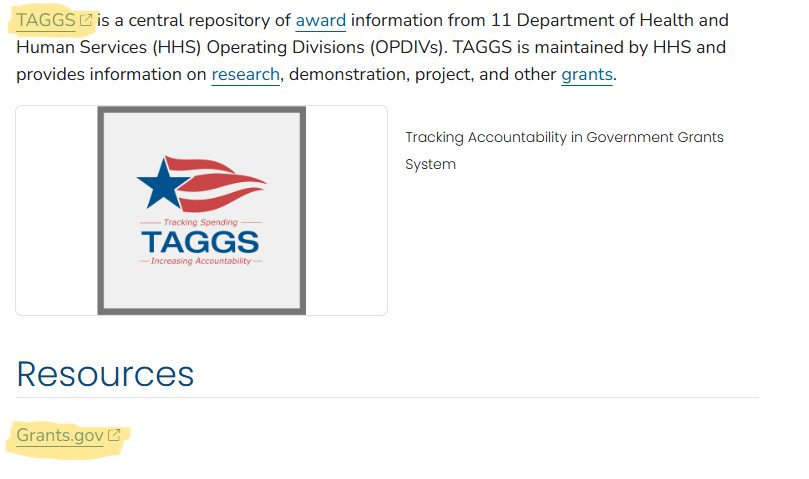 TAGGS is a central repository of award information from 11 Department of Health and
Human Services (HHS) Operating Divisions (OPDIVs). TAGGS is maintained by HHS and
provides information on research, demonstration, project, and other grants.
Tracking Spending
TAGGS
Increasing Accountability
Tracking Accountability in Government Grants
System
Resources
Grants.gov